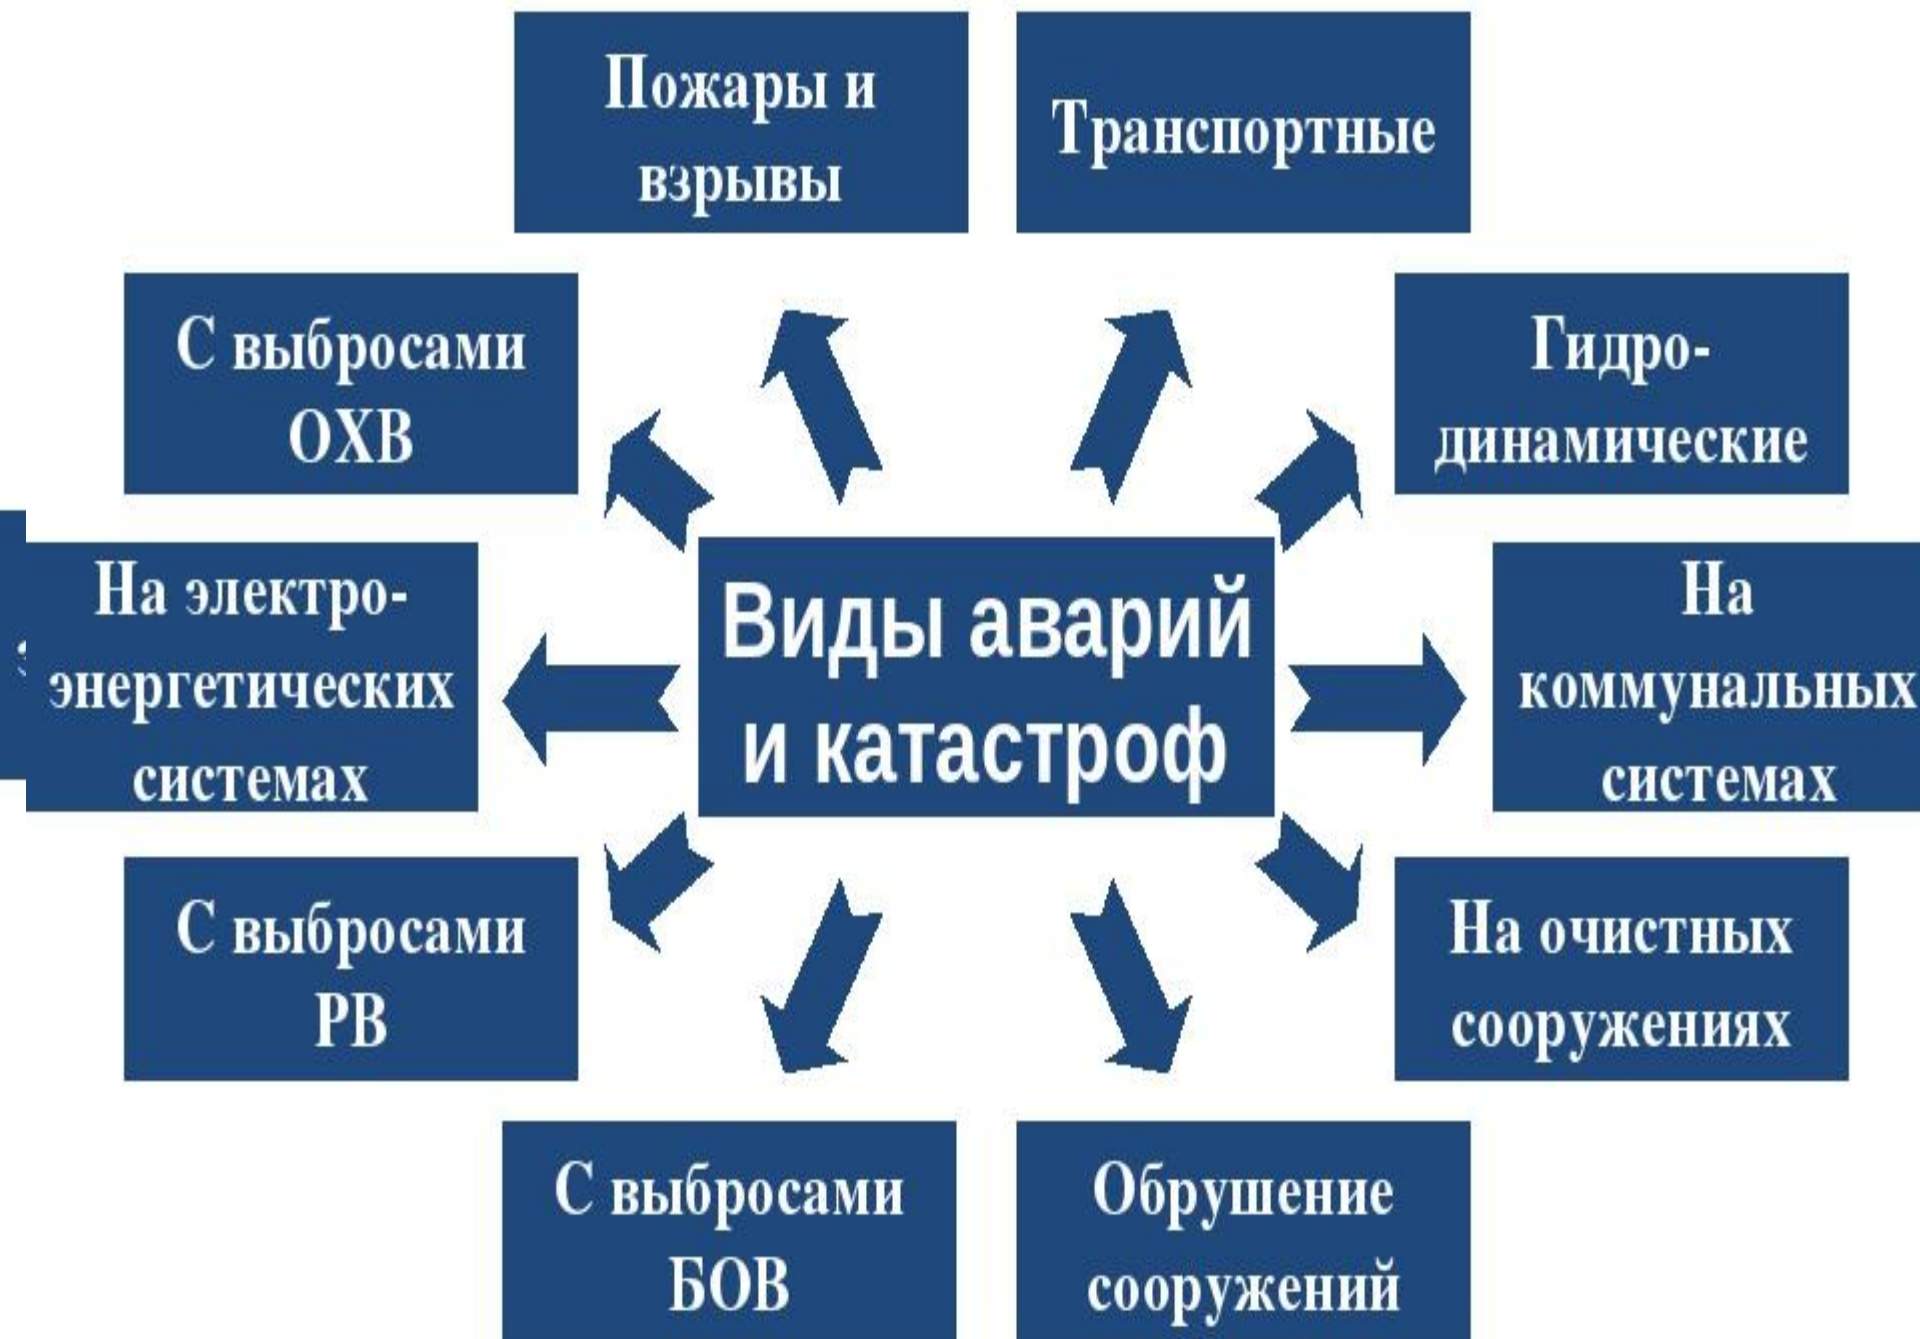 Пожары и
взрывы
Транспортные
С выбросами
ОХВ
Гидро-
динамические
На электро-
энергетических
системах
Виды аварий
и катастроф
На
коммунальных
системах
С выбросами
РВ
На очистных
сооружениях
С выбросами
БОВ
Обрушение
сооружений